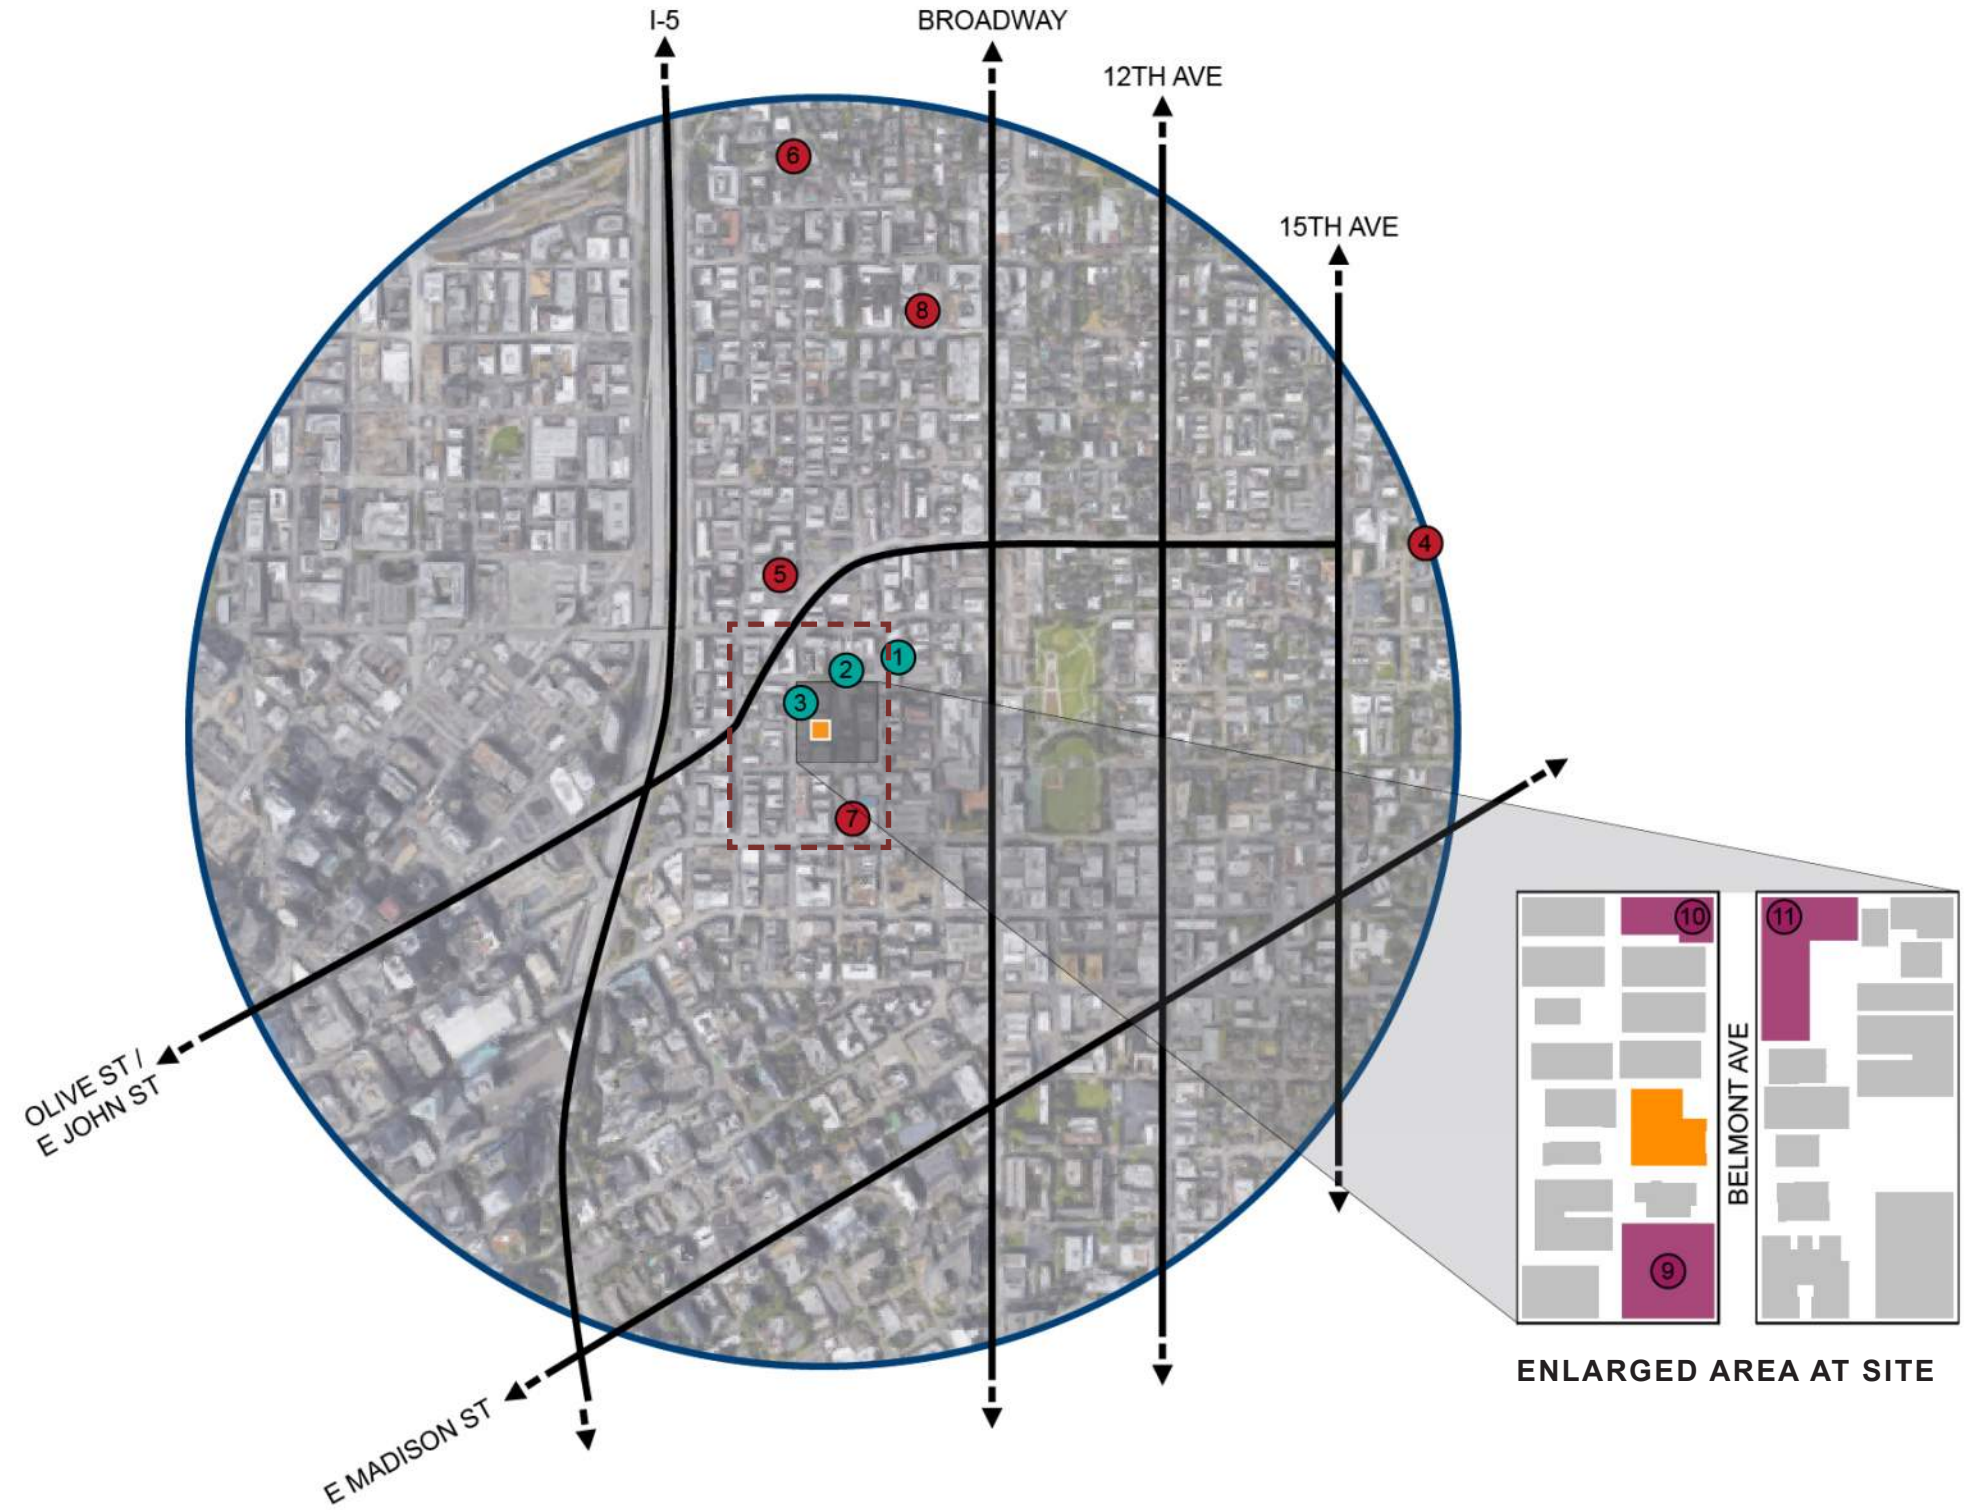 I-5
BROADWAY
12TH AVE
15TH AVE
6
8
4
5
1
2
3
7
10
11
9
BELMONT AVE
OLIVE ST /
E JOHN ST
E MADISON ST
ENLARGED AREA AT SITE